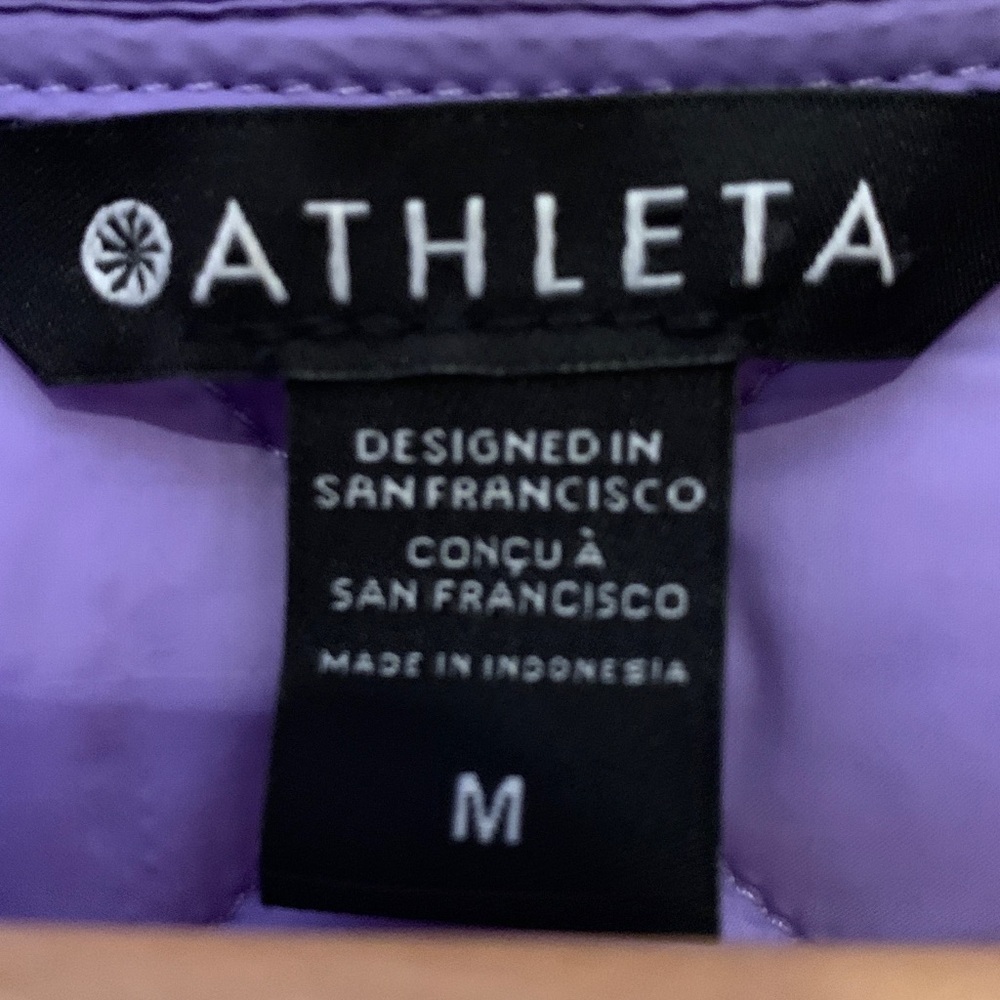 ATHLETA
DESIGNED IN
SAN FRANCISCO
CONÇU À
SAN FRANCISCO
MADE IN INDONESIA
M